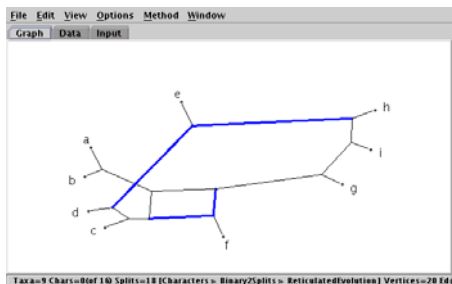 File Edit View Options Method Window
Graph Data Input
e
h
a
i
b
g
d
c
f
Taxa=9 Chars=0(of 16) Splits=18 [Characters > Binary2Splits > ReticulatedEvolution] Vertices=20 Ed